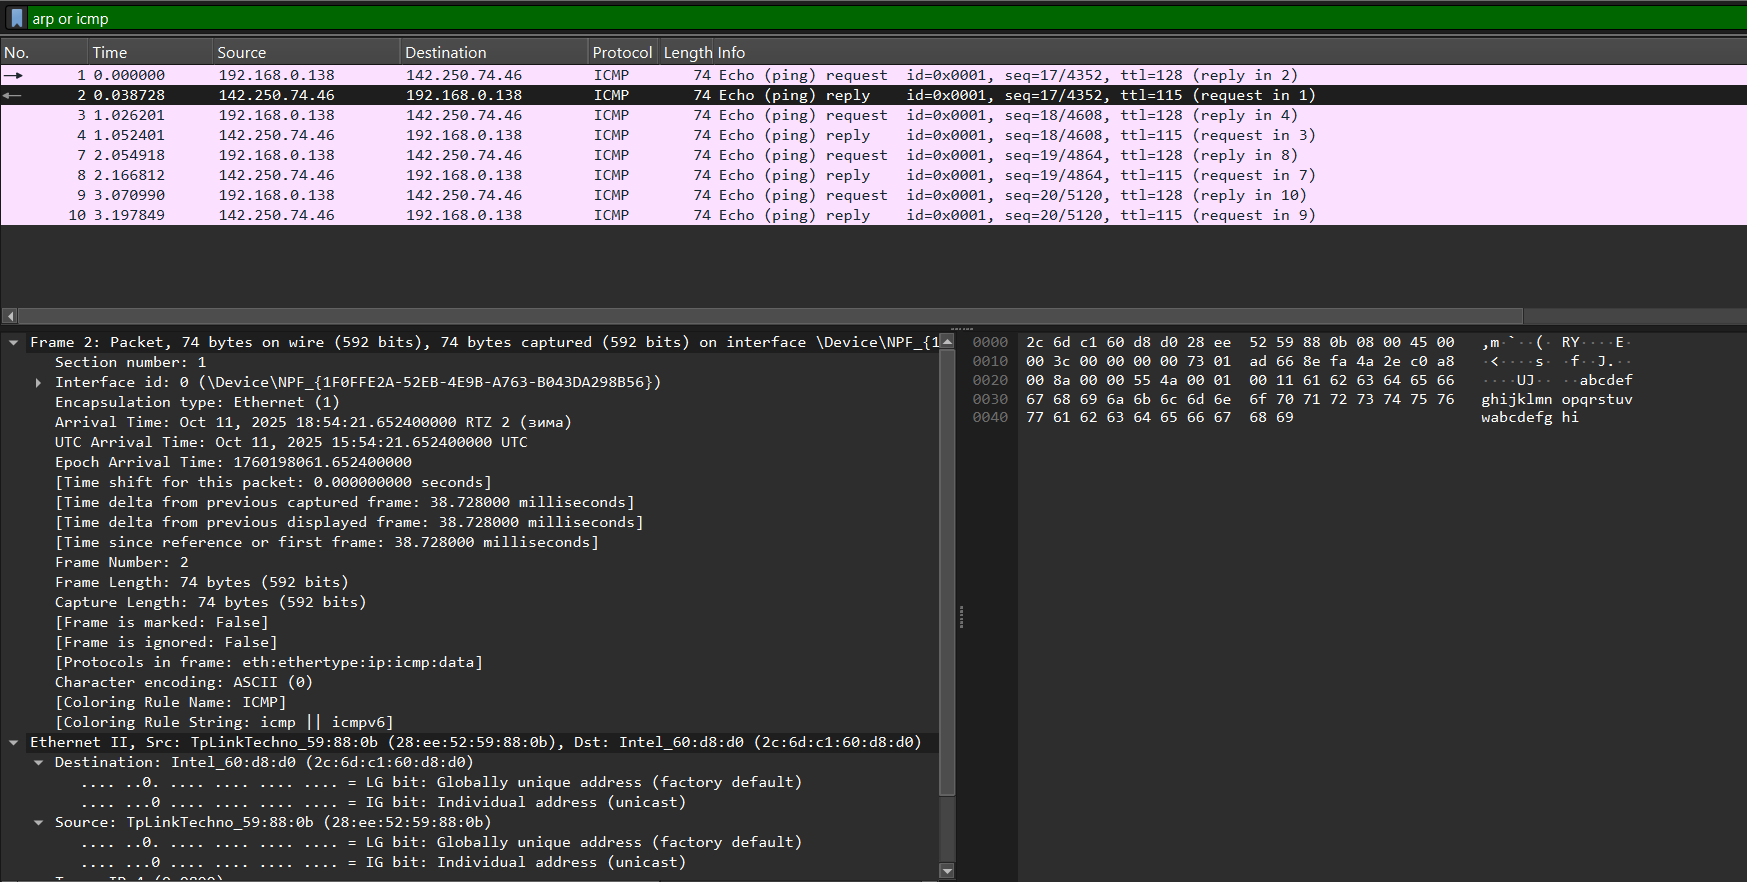 arp or icmp
No. Time Source Destination Protocol Length Info
1 0.000000 192.168.0.138 142.250.74.46 ICMP 74 Echo (ping) request id=0x0001, seq=17/4352, ttl=128 (reply in 2)
2 0.038728 142.250.74.46 192.168.0.138 ICMP 74 Echo (ping) reply id=0x0001, seq=17/4352, ttl=115 (request in 1)
3 1.026201 192.168.0.138 142.250.74.46 ICMP 74 Echo (ping) request id=0x0001, seq=18/4608, ttl=128 (reply in 4)
4 1.052401 142.250.74.46 192.168.0.138 ICMP 74 Echo (ping) reply id=0x0001, seq=18/4608, ttl=115 (request in 3)
7 2.054918 192.168.0.138 142.250.74.46 ICMP 74 Echo (ping) request id=0x0001, seq=19/4864, ttl=128 (reply in 8)
8 2.166812 142.250.74.46 192.168.0.138 ICMP 74 Echo (ping) reply id=0x0001, seq=19/4864, ttl=115 (request in 7)
9 3.070990 192.168.0.138 142.250.74.46 ICMP 74 Echo (ping) request id=0x0001, seq=20/5120, ttl=128 (reply in 10)
10 3.197849 142.250.74.46 192.168.0.138 ICMP 74 Echo (ping) reply id=0x0001, seq=20/5120, ttl=115 (request in 9)
Frame 2: Packet, 74 bytes on wire (592 bits), 74 bytes captured (592 bits) on interface \Device\NPF_{1
Section number: 1
Interface id: 0 (\Device\NPF_{1F0FFE2A-52EB-4E9B-A763-B043DA298B56})
Encapsulation type: Ethernet (1)
Arrival Time: Oct 11, 2025 18:54:21.652400000 RTZ 2 (зима)
UTC Arrival Time: Oct 11, 2025 15:54:21.652400000 UTC
Epoch Arrival Time: 1760198061.652400000
[Time shift for this packet: 0.000000000 seconds]
[Time delta from previous captured frame: 38.728000 milliseconds]
[Time delta from previous displayed frame: 38.728000 milliseconds]
[Time since reference or first frame: 38.728000 milliseconds]
Frame Number: 2
Frame Length: 74 bytes (592 bits)
Capture Length: 74 bytes (592 bits)
[Frame is marked: False]
[Frame is ignored: False]
[Protocols in frame: eth:ethertype:ip:icmp:data]
Character encoding: ASCII (0)
[Coloring Rule Name: ICMP]
[Coloring Rule String: icmp || icmpv6]
Ethernet II, Src: TpLinkTechno_59:88:0b (28:ee:52:59:88:0b), Dst: Intel_60:d8:d0 (2c:6d:c1:60:d8:d0)
Destination: Intel_60:d8:d0 (2c:6d:c1:60:d8:d0)
.... ..0. .... .... .... .... = LG bit: Globally unique address (factory default)
.... ...0 .... .... .... .... = IG bit: Individual address (unicast)
Source: TpLinkTechno_59:88:0b (28:ee:52:59:88:0b)
.... ..0. .... .... .... .... = LG bit: Globally unique address (factory default)
.... ...0 .... .... .... .... = IG bit: Individual address (unicast)
0000 2c 6d c1 60 d8 d0 28 ee 52 59 88 0b 08 00 45 00 ,m·`··(· RY····E·
0010 00 3c 00 00 00 00 73 01 ad 66 8e fa 4a 2e c0 a8 ·<····s· ·f··J.··
0020 00 8a 00 00 55 4a 00 01 00 11 61 62 63 64 65 66 ····UJ·· ··abcdef
0030 67 68 69 6a 6b 6c 6d 6e 6f 70 71 72 73 74 75 76 ghijklmn opqrstuv
0040 77 61 62 63 64 65 66 67 68 69 wabcdefg hi